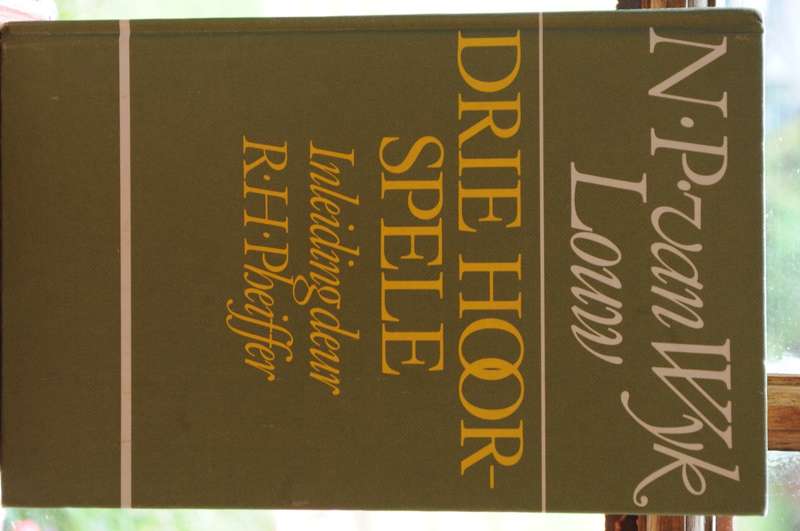 N·P·van Wyk
Louw
DRIE HOOR-
SPELE
Inleiding deur
R·H·Pheiffer